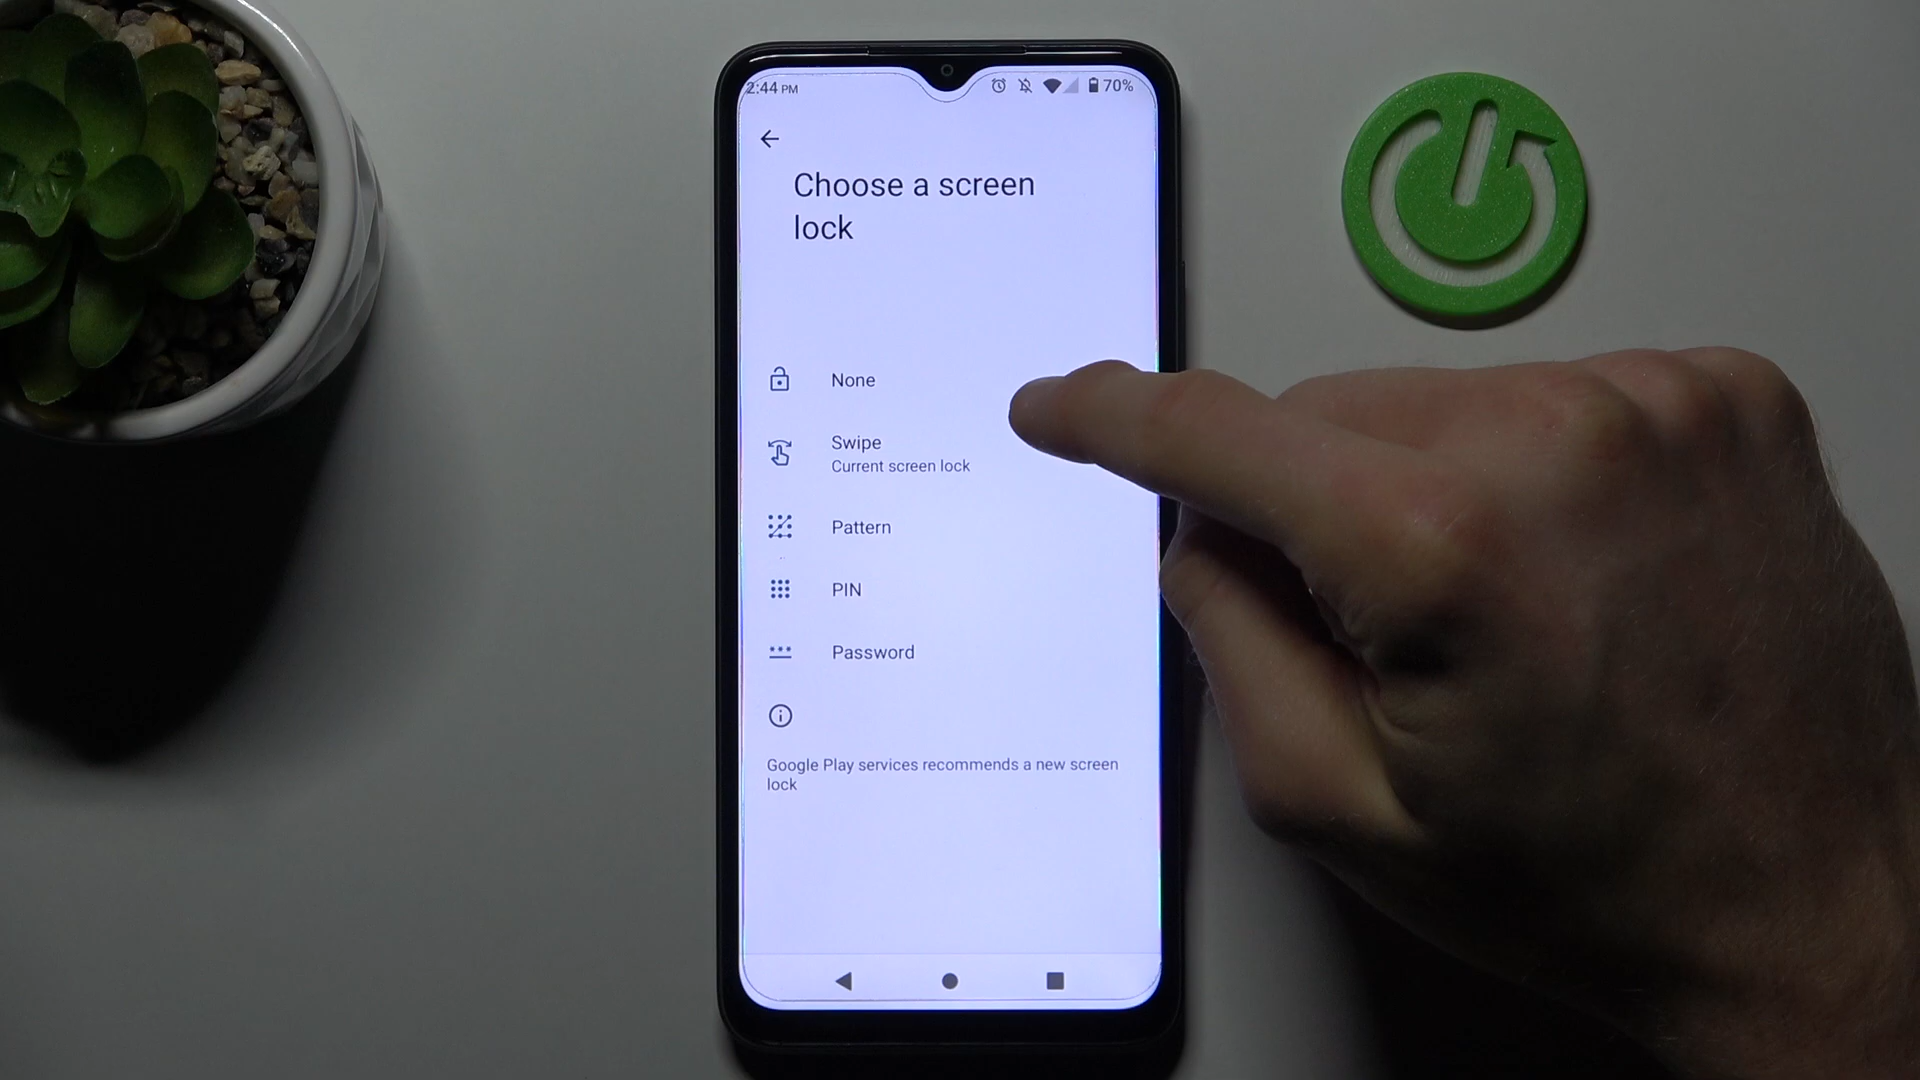 2:44 PM 70%
Choose a screen
lock
None
Swipe
Current screen lock
Pattern
PIN
Password
Google Play services recommends a new screen
lock